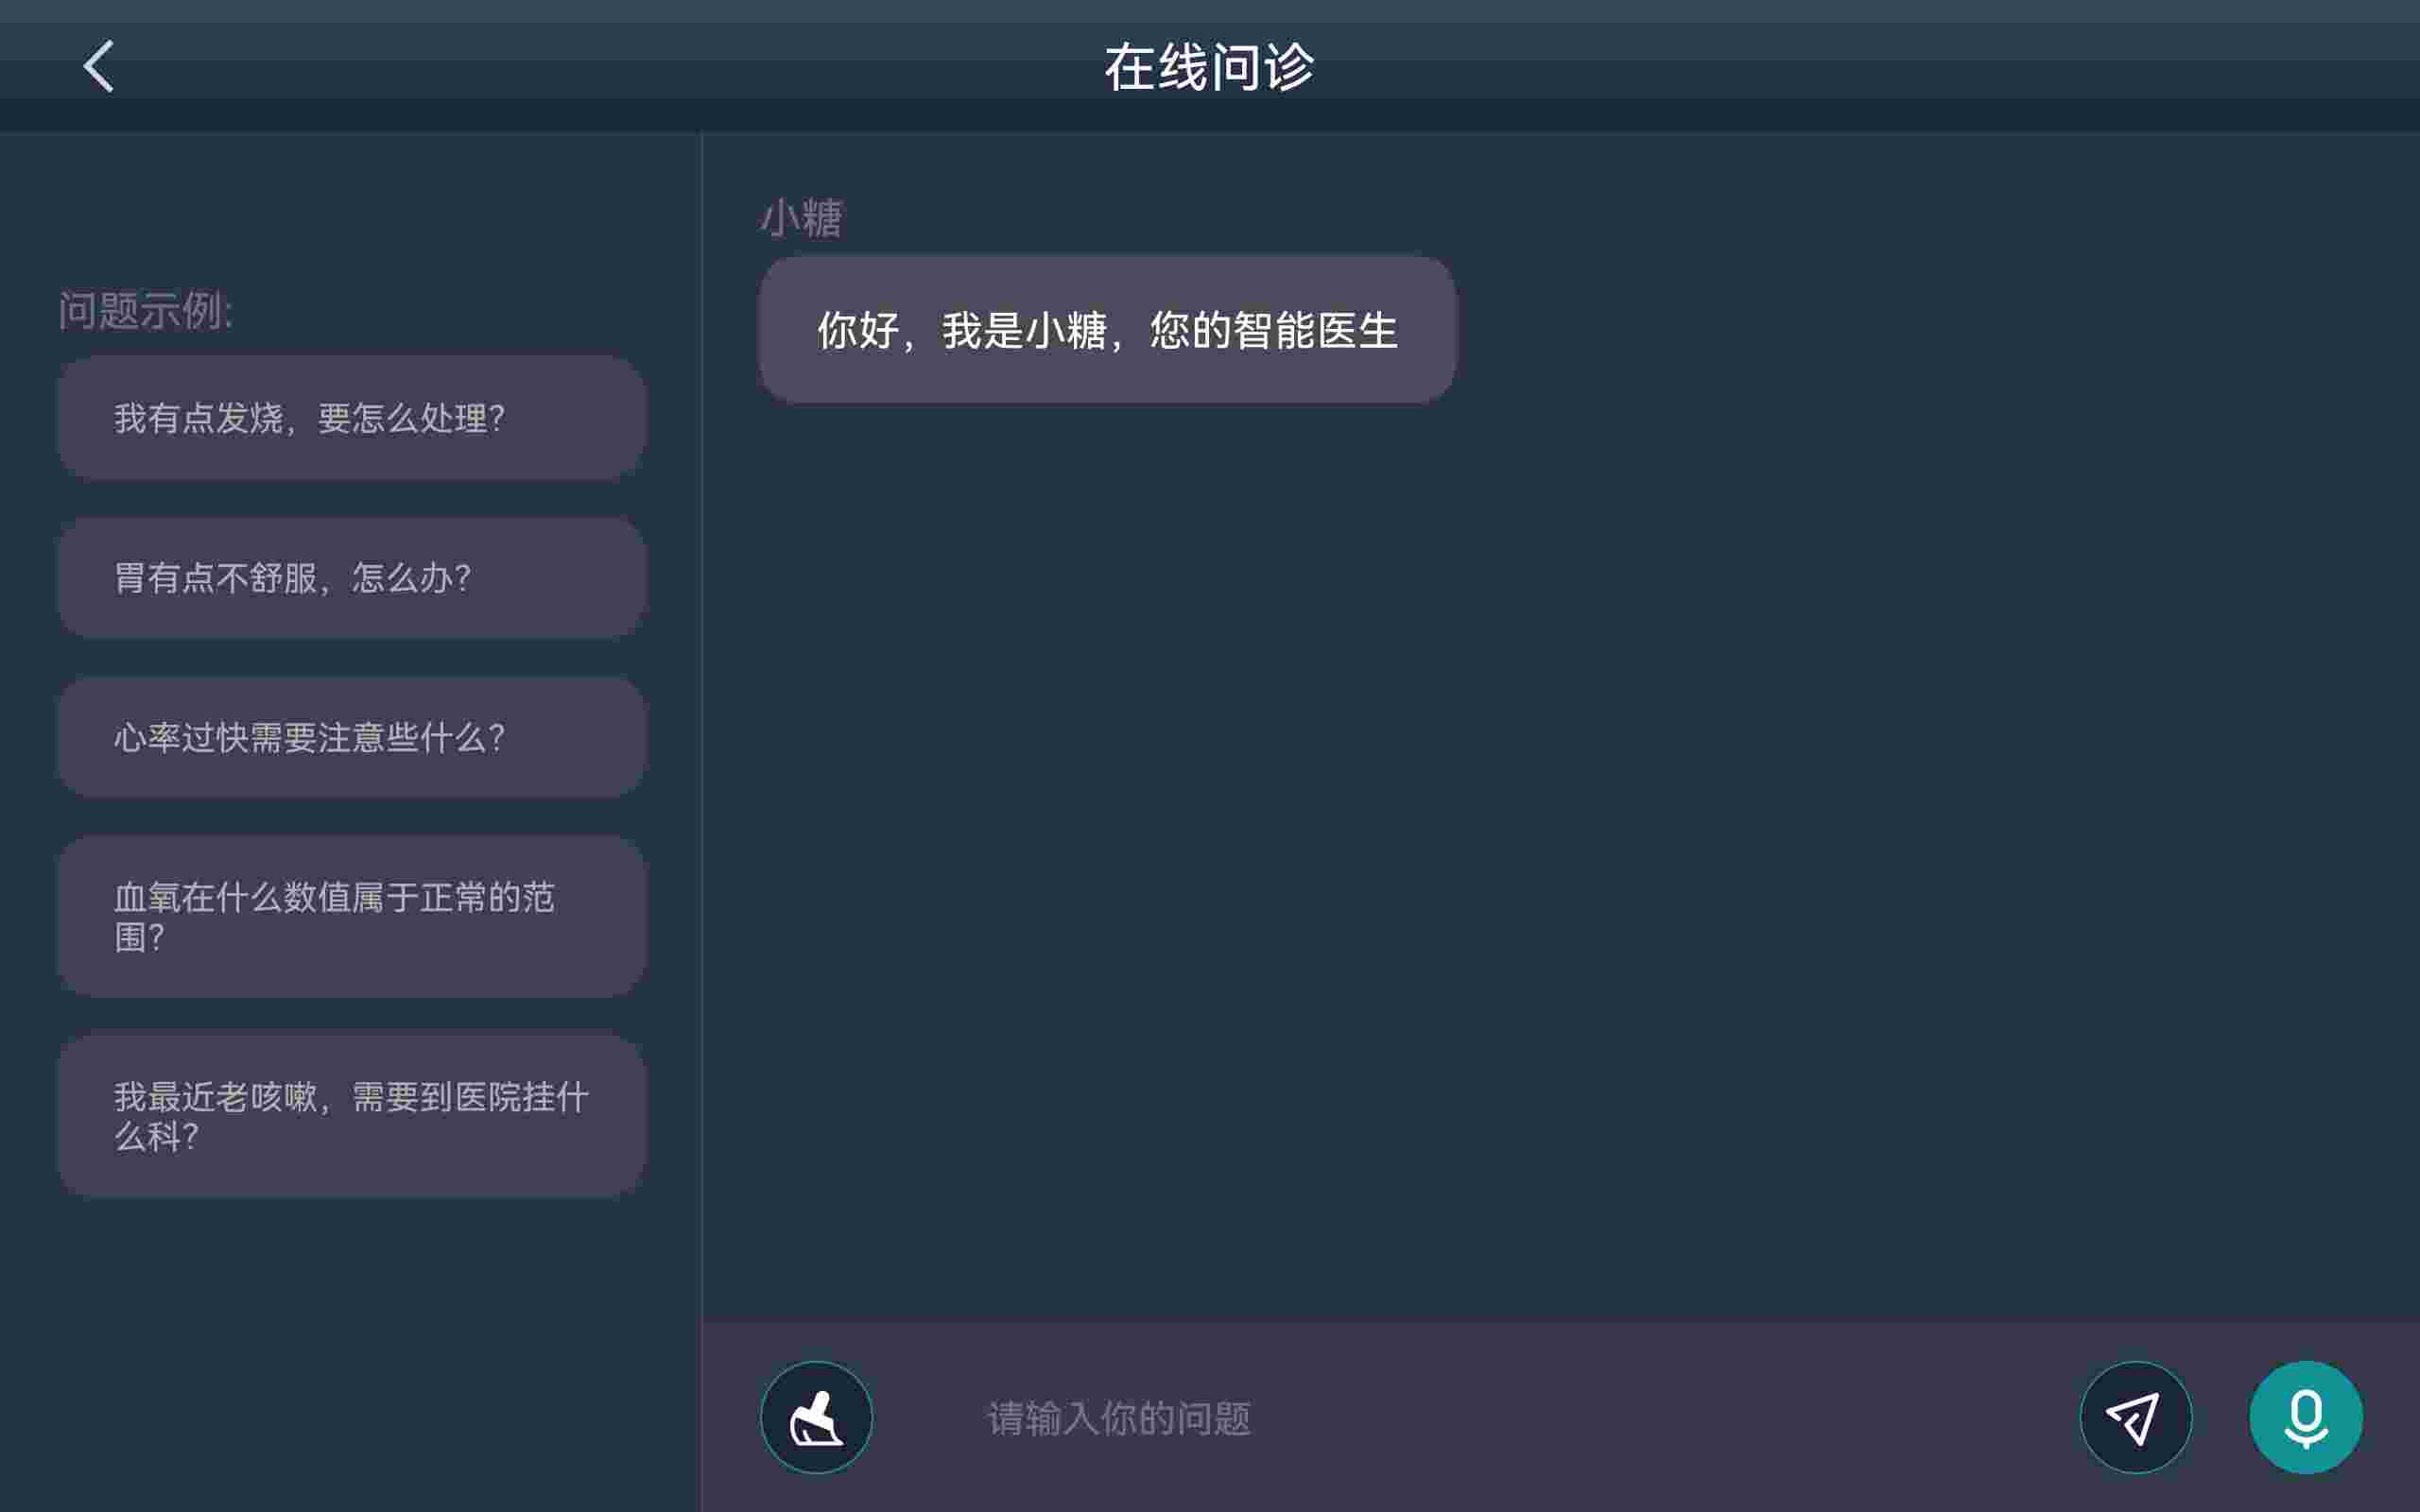 在线问诊
问题示例:
我有点发烧，要怎么处理？
胃有点不舒服，怎么办？
心率过快需要注意些什么？
血氧在什么数值属于正常的范
围？
我最近老咳嗽，需要到医院挂什
么科？
小糖
你好，我是小糖，您的智能医生
请输入你的问题